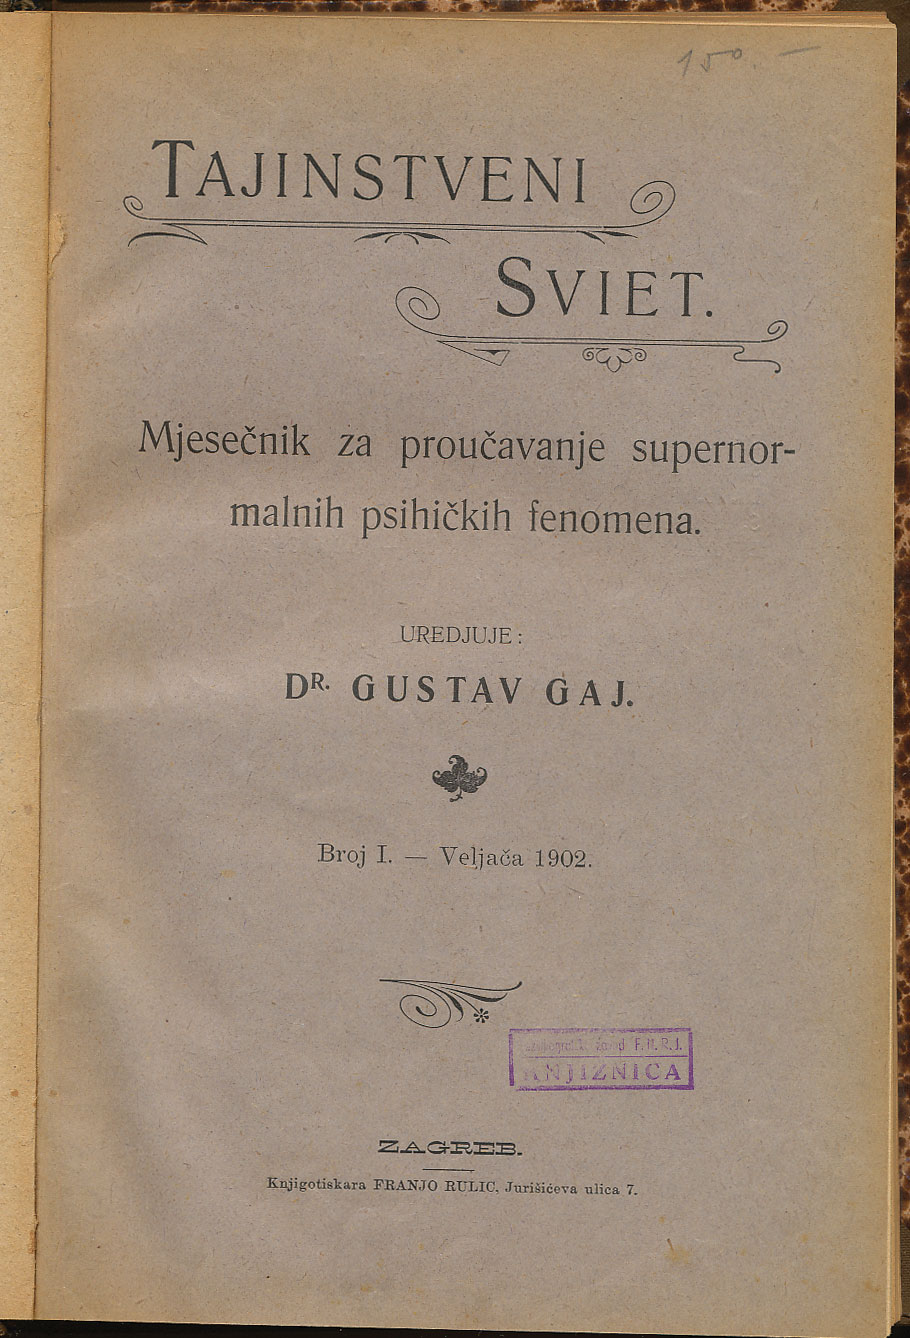 150.—
TAJINSTVENI
SVIET.
Mjesečnik za proučavanje supernor-
malnih psihičkih fenomena.
UREDJUJE:
DR. GUSTAV GAJ.
Broj I. — Veljača 1902.
F.N.R.J.
KNJIŽNICA
ZAGREB.
Knjigotiskara FRANJO RULIC, Jurišićeva ulica 7.